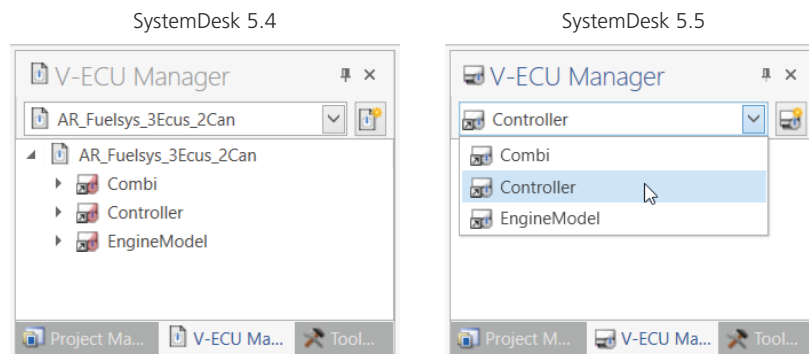 SystemDesk 5.4
V-ECU Manager
AR_Fuelsys_3Ecus_2Can
AR_Fuelsys_3Ecus_2Can
Combi
Controller
EngineModel
Project Ma... V-ECU Ma... Tool...
SystemDesk 5.5
V-ECU Manager
Controller
Combi
Controller
EngineModel
Project M... V-ECU Ma... Tool...